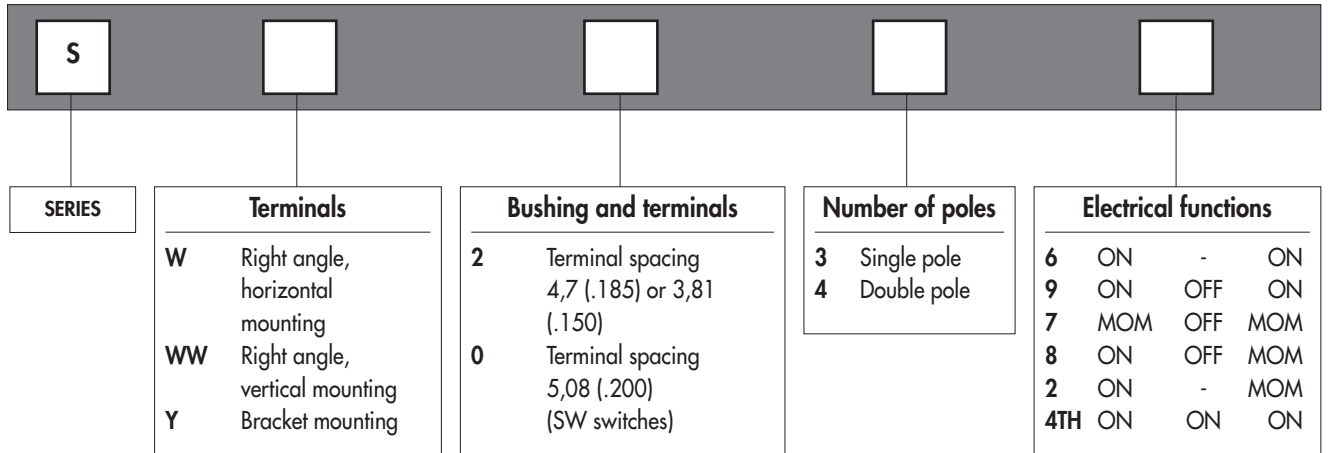 S
SERIES
Terminals
W Right angle,
horizontal
mounting
WW Right angle,
vertical mounting
Y Bracket mounting
Bushing and terminals
2 Terminal spacing
4,7 (.185) or 3,81
(.150)
0 Terminal spacing
5,08 (.200)
(SW switches)
Number of poles
3 Single pole
4 Double pole
Electrical functions
6 ON - ON
9 ON OFF ON
7 MOM OFF MOM
8 ON OFF MOM
2 ON - MOM
4TH ON ON ON